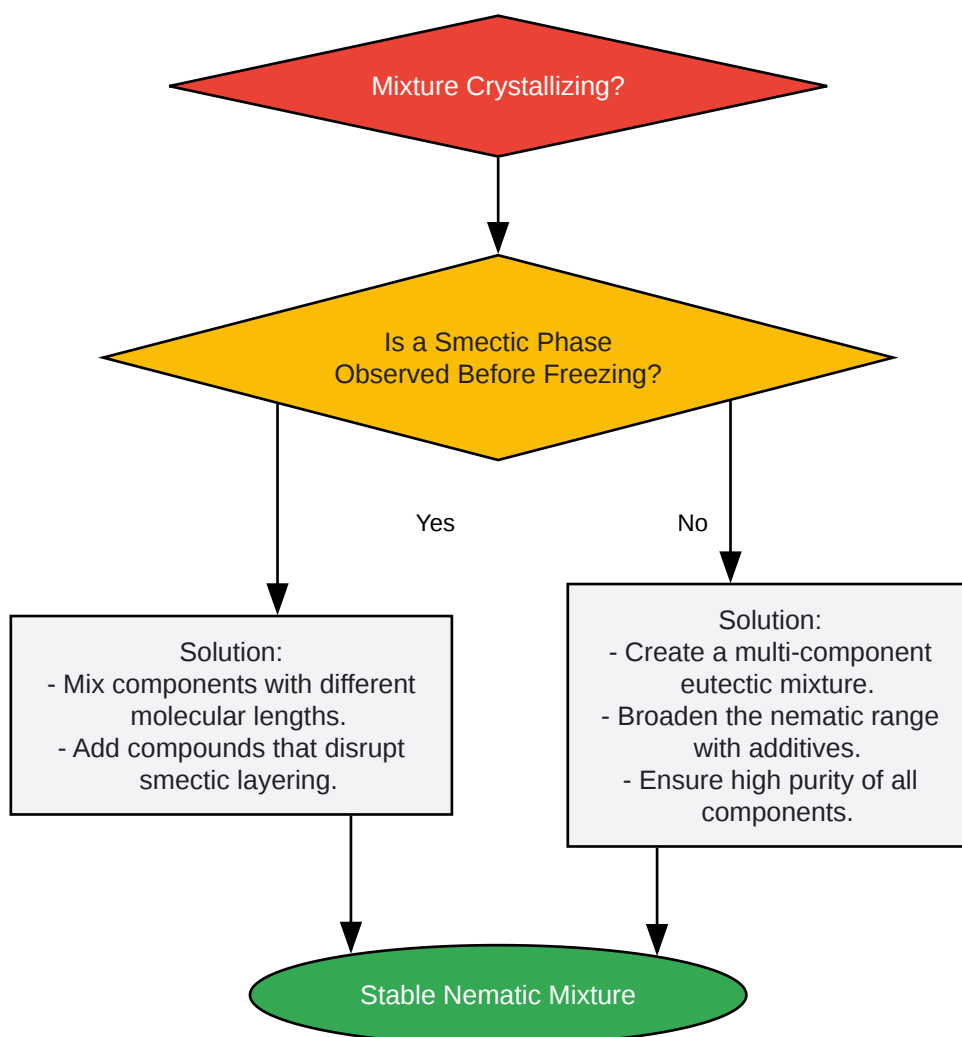 Mixture Crystallizing?
Is a Smectic Phase
Observed Before Freezing?
Yes
No
Solution:
- Mix components with different
molecular lengths.
- Add compounds that disrupt
smectic layering.
Solution:
- Create a multi-component
eutectic mixture.
- Broaden the nematic range
with additives.
- Ensure high purity of all
components.
Stable Nematic Mixture